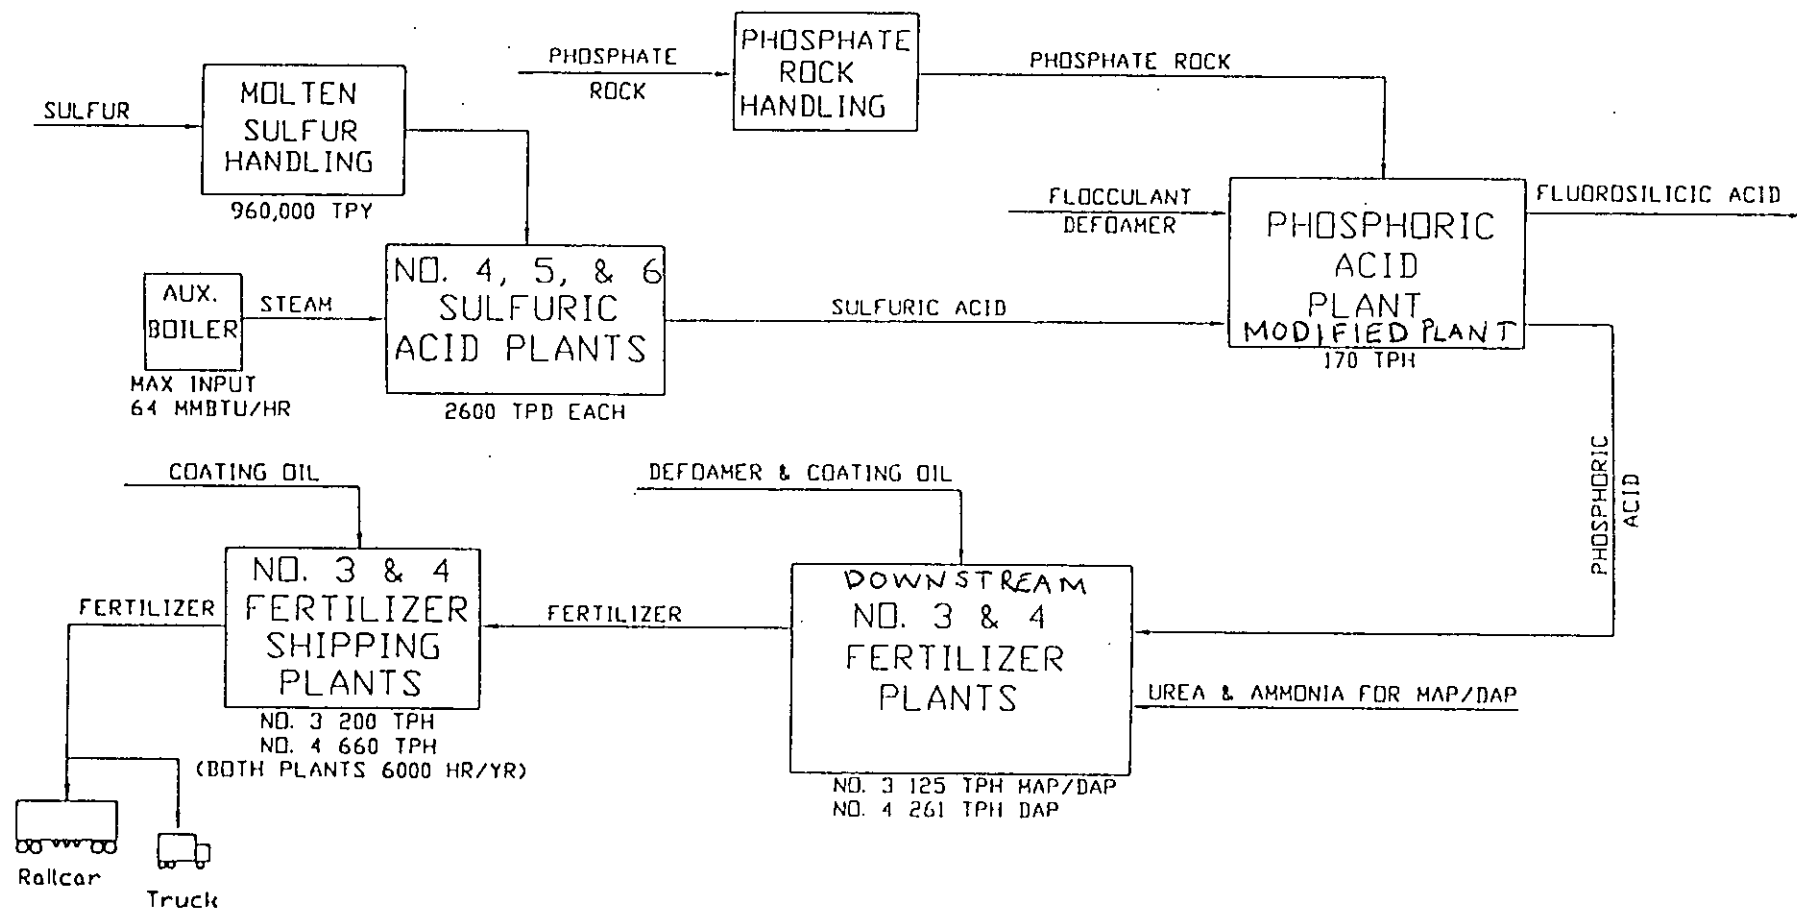 PHOSPHATE
ROCK
PHOSPHATE
ROCK
HANDLING
PHOSPHATE ROCK
SULFUR
MOLTEN
SULFUR
HANDLING
960,000 TPY
FLOCCULANT
DEFOAMER
PHOSPHORIC
ACID
PLANT
MODIFIED PLANT
170 TPH
FLUOROSILICIC ACID
AUX.
BOILER
MAX INPUT
64 MMBTU/HR
STEAM
NO. 4, 5, & 6
SULFURIC
ACID PLANTS
2600 TPD EACH
SULFURIC ACID
PHOSPHORIC
ACID
COATING OIL
DEFOAMER & COATING OIL
FERTILIZER
NO. 3 & 4
FERTILIZER
SHIPPING
PLANTS
NO. 3 200 TPH
NO. 4 660 TPH
(BOTH PLANTS 6000 HR/YR)
FERTILIZER
DOWNSTREAM
NO. 3 & 4
FERTILIZER
PLANTS
NO. 3 125 TPH MAP/DAP
NO. 4 261 TPH DAP
UREA & AMMONIA FOR MAP/DAP
Railcar
Truck